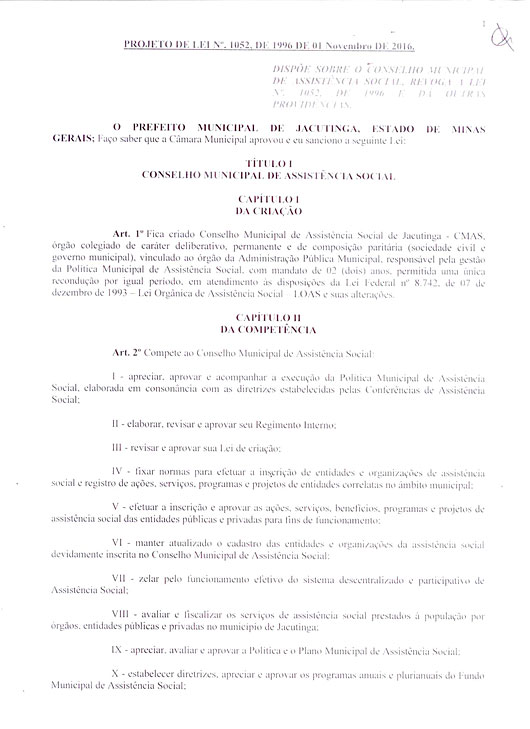 1
PROJETO DE LEI Nº. 1052, DE 1996 DE 01 Novembro DE 2016.
DISPÕE SOBRE O CONSELHO MUNICIPAL
DE ASSISTÊNCIA SOCIAL, REVOGA A LEI
Nº. 1052, DE 1996 E DA OUTRAS
PROVIDENCIAS.
O PREFEITO MUNICIPAL DE JACUTINGA, ESTADO DE MINAS
GERAIS; Faço saber que a Câmara Municipal aprovou e eu sanciono a seguinte Lei:
TÍTULO I
CONSELHO MUNICIPAL DE ASSISTÊNCIA SOCIAL
CAPÍTULO I
DA CRIAÇÃO
Art. 1º Fica criado Conselho Municipal de Assistência Social de Jacutinga - CMAS,
órgão colegiado de caráter deliberativo, permanente e de composição paritária (sociedade civil e
governo municipal), vinculado ao órgão da Administração Pública Municipal, responsável pela gestão
da Política Municipal de Assistência Social, com mandato de 02 (dois) anos, permitida uma única
recondução por igual período, em atendimento às disposições da Lei Federal nº 8.742, de 07 de
dezembro de 1993 – Lei Orgânica de Assistência Social – LOAS e suas alterações.
CAPÍTULO II
DA COMPETÊNCIA
Art. 2º Compete ao Conselho Municipal de Assistência Social:
I - apreciar, aprovar e acompanhar a execução da Política Municipal de Assistência
Social, elaborada em consonância com as diretrizes estabelecidas pelas Conferências de Assistência
Social;
II - elaborar, revisar e aprovar seu Regimento Interno;
III - revisar e aprovar sua Lei de criação;
IV - fixar normas para efetuar a inscrição de entidades e organizações de assistência
social e registro de ações, serviços, programas e projetos de entidades correlatas no âmbito municipal;
V - efetuar a inscrição e aprovar as ações, serviços, benefícios, programas e projetos de
assistência social das entidades públicas e privadas para fins de funcionamento;
VI - manter atualizado o cadastro das entidades e organizações da assistência social
devidamente inscrita no Conselho Municipal de Assistência Social;
VII - zelar pelo funcionamento efetivo do sistema descentralizado e participativo de
Assistência Social;
VIII - avaliar e fiscalizar os serviços de assistência social prestados à população por
órgãos, entidades públicas e privadas no município de Jacutinga;
IX - apreciar, avaliar e aprovar a Política e o Plano Municipal de Assistência Social;
X - estabelecer diretrizes, apreciar e aprovar os programas anuais e plurianuais do Fundo
Municipal de Assistência Social;